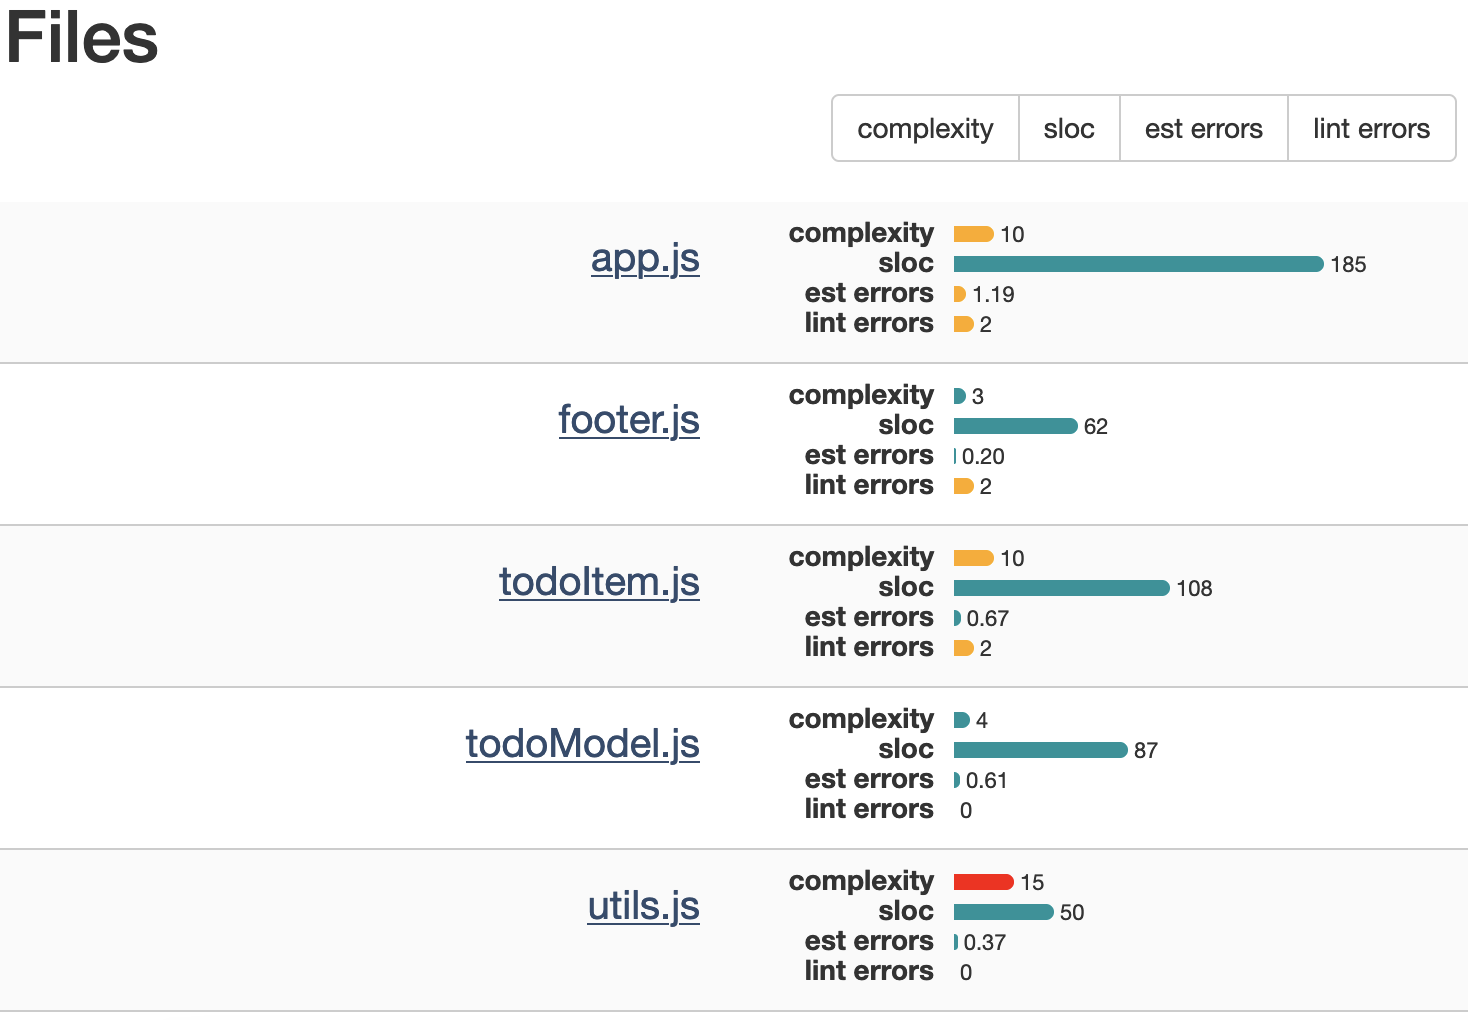 Files
complexity sloc est errors lint errors
app.js
complexity 10
sloc 185
est errors 1.19
lint errors 2
footer.js
complexity 3
sloc 62
est errors 0.20
lint errors 2
todoItem.js
complexity 10
sloc 108
est errors 0.67
lint errors 2
todoModel.js
complexity 4
sloc 87
est errors 0.61
lint errors 0
utils.js
complexity 15
sloc 50
est errors 0.37
lint errors 0